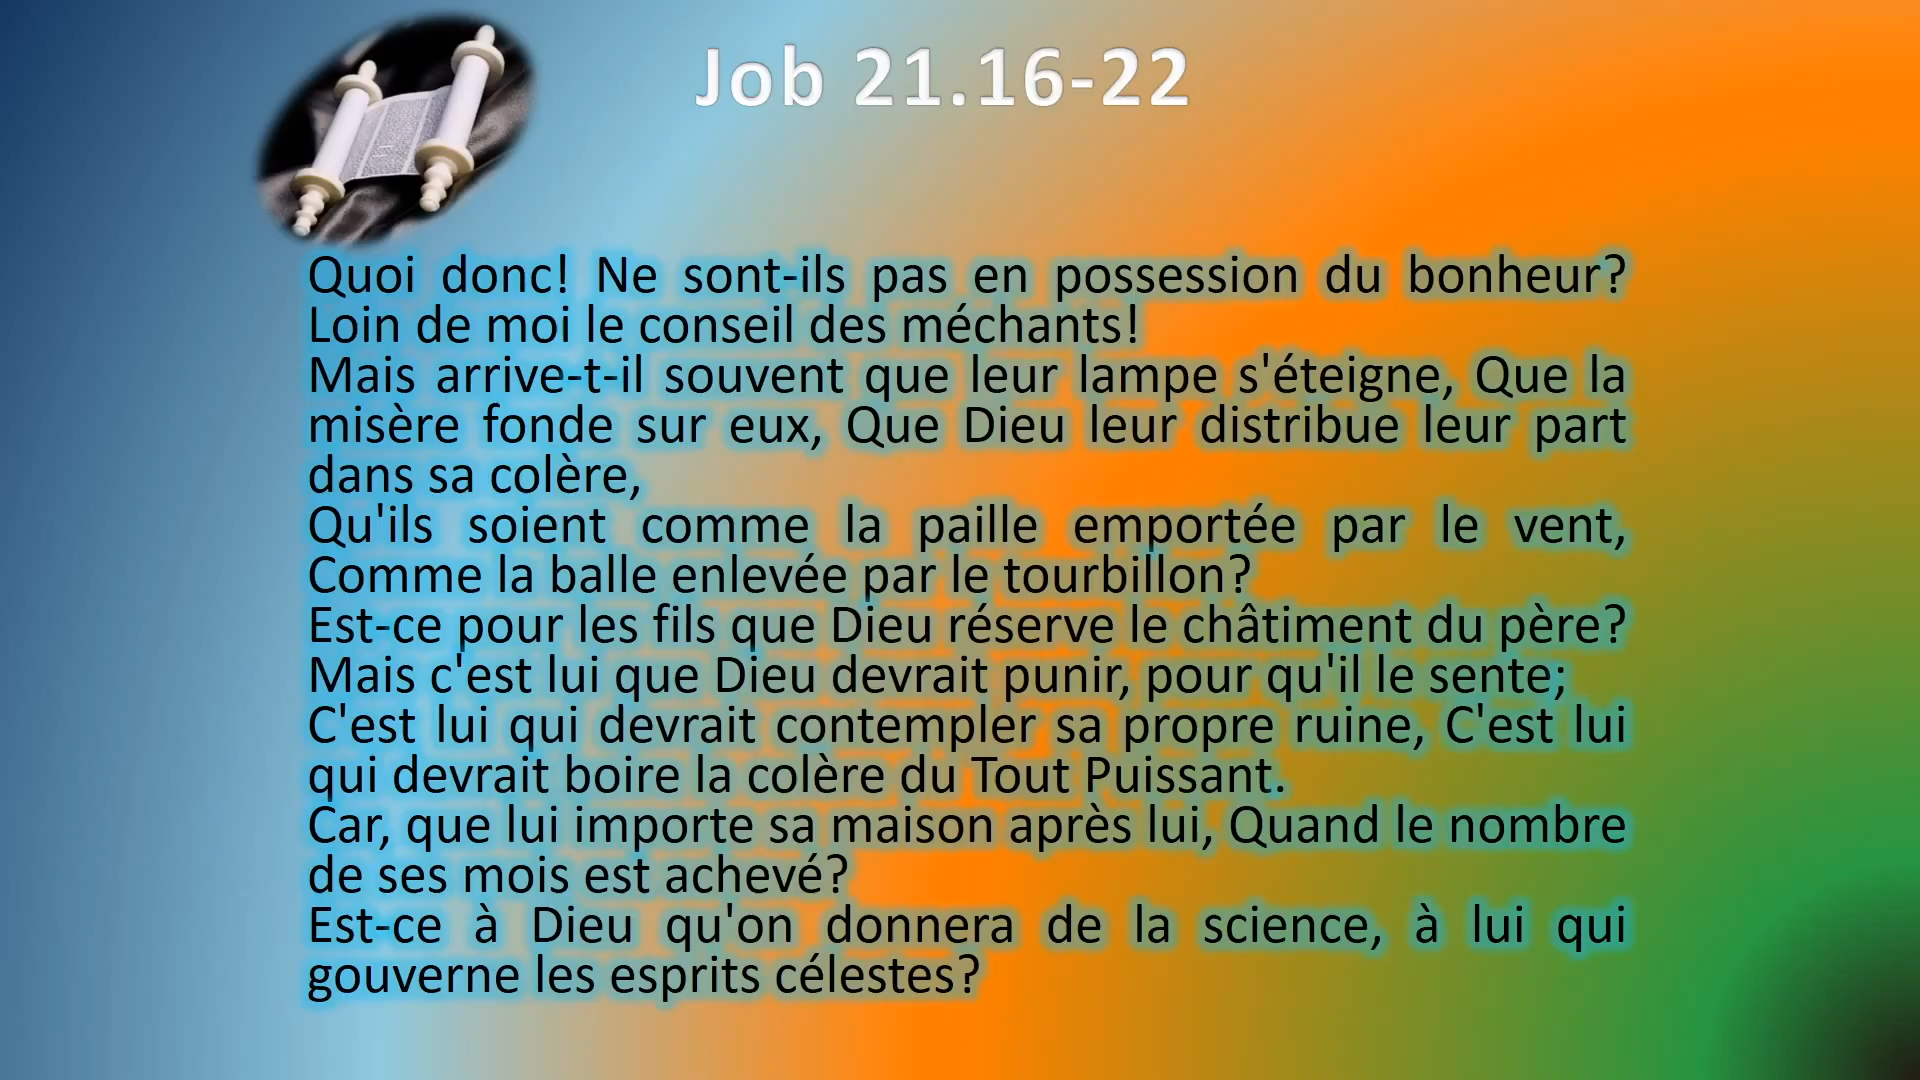 Job 21.16-22
Quoi donc! Ne sont-ils pas en possession du bonheur?
Loin de moi le conseil des méchants!
Mais arrive-t-il souvent que leur lampe s'éteigne, Que la
misère fonde sur eux, Que Dieu leur distribue leur part
dans sa colère,
Qu'ils soient comme la paille emportée par le vent,
Comme la balle enlevée par le tourbillon?
Est-ce pour les fils que Dieu réserve le châtiment du père?
Mais c'est lui que Dieu devrait punir, pour qu'il le sente;
C'est lui qui devrait contempler sa propre ruine, C'est lui
qui devrait boire la colère du Tout Puissant.
Car, que lui importe sa maison après lui, Quand le nombre
de ses mois est achevé?
Est-ce à Dieu qu'on donnera de la science, à lui qui
gouverne les esprits célestes?